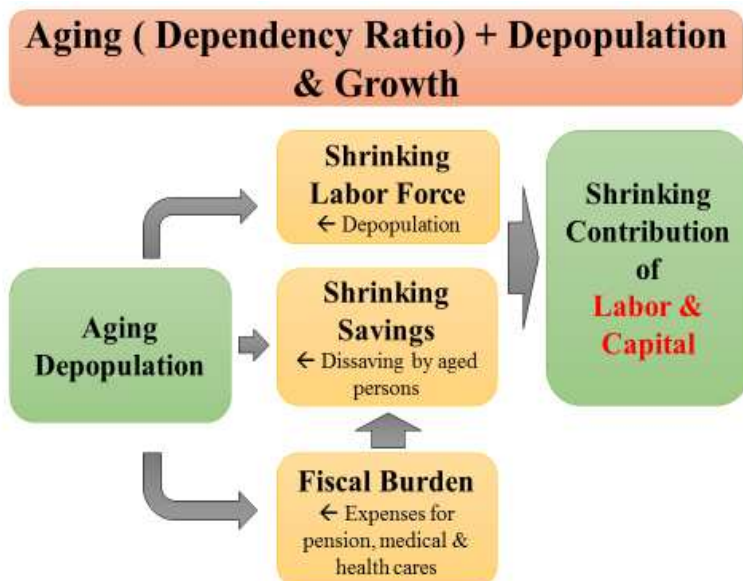 Aging ( Dependency Ratio) + Depopulation
& Growth
Shrinking
Labor Force
← Depopulation
Aging
Depopulation
Shrinking
Savings
← Dissaving by aged
persons
Fiscal Burden
← Expenses for
pension, medical &
health cares
Shrinking
Contribution
of
Labor &
Capital